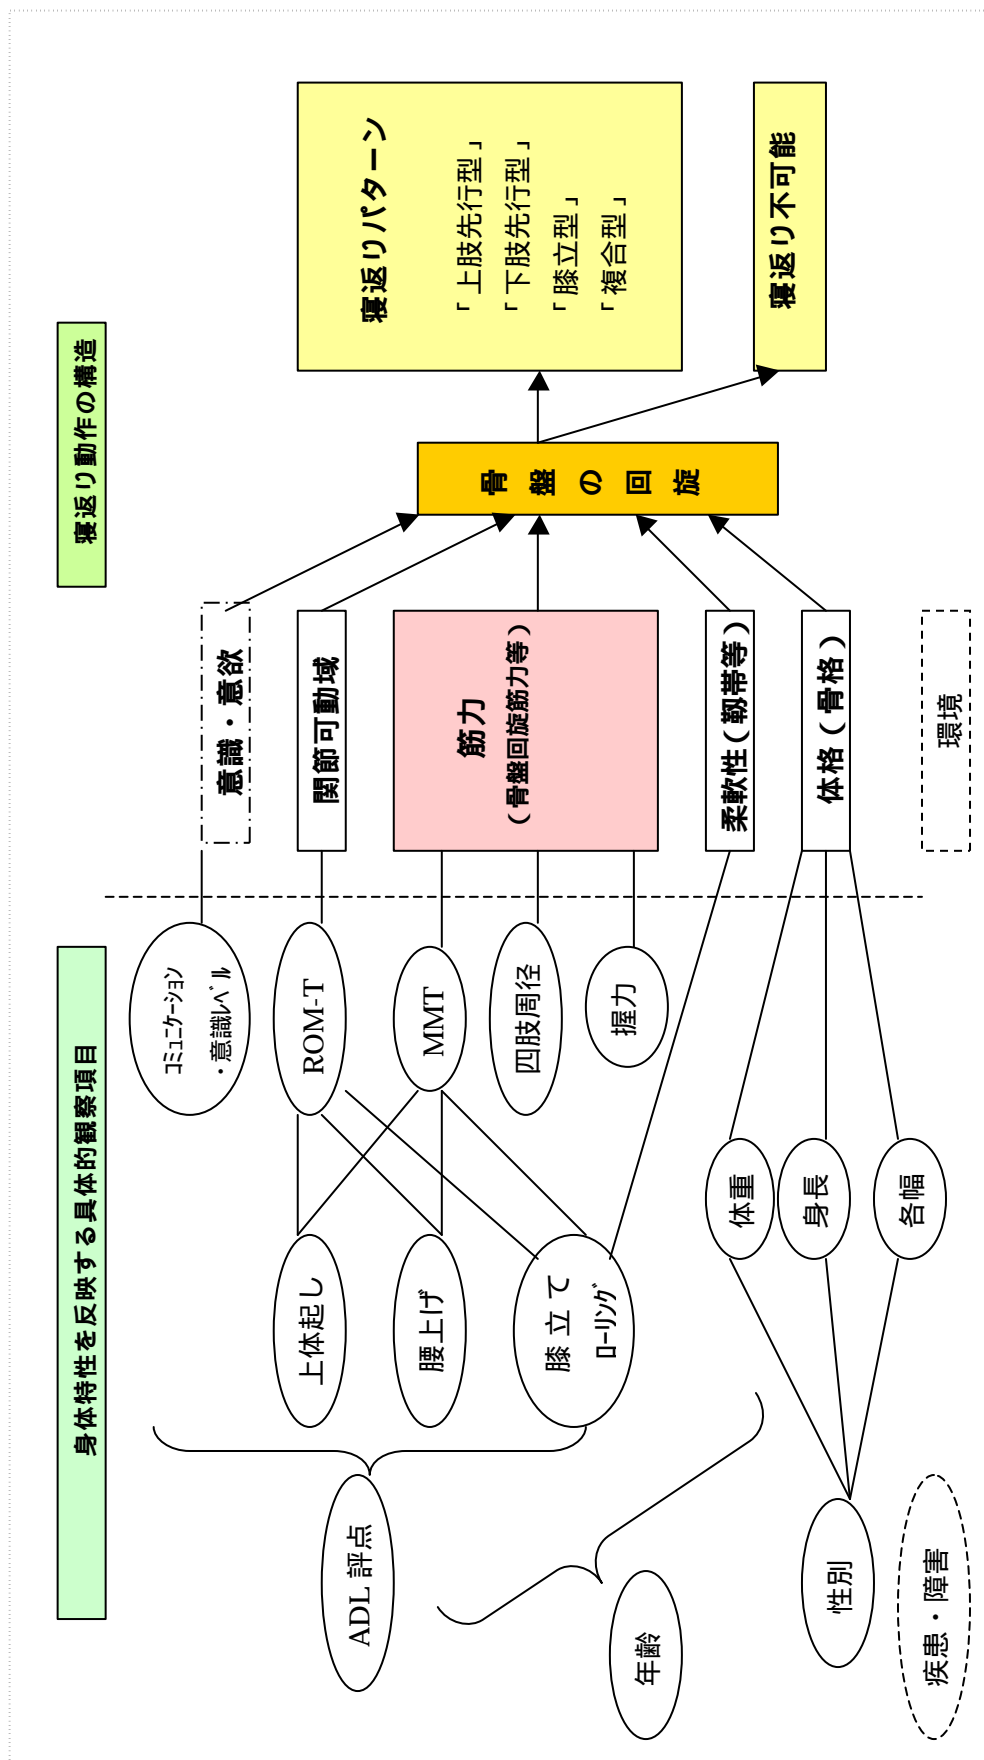 身体特性を反映する具体的観察項目
寝返り動作の構造
コミュニケーション
・意識レベル
意識・意欲
ADL 評点
上体起し
ROM-T
関節可動域
寝返りパターン
「上肢先行型」
「下肢先行型」
「膝立型」
「複合型」
腰上げ
MMT
筋力
(骨盤回旋筋力等)
四肢周径
骨盤の回旋
膝立て
ローリング
握力
年齢
柔軟性(靱帯等)
寝返り不可能
体重
身長
各幅
体格(骨格)
性別
疾患・障害
環境